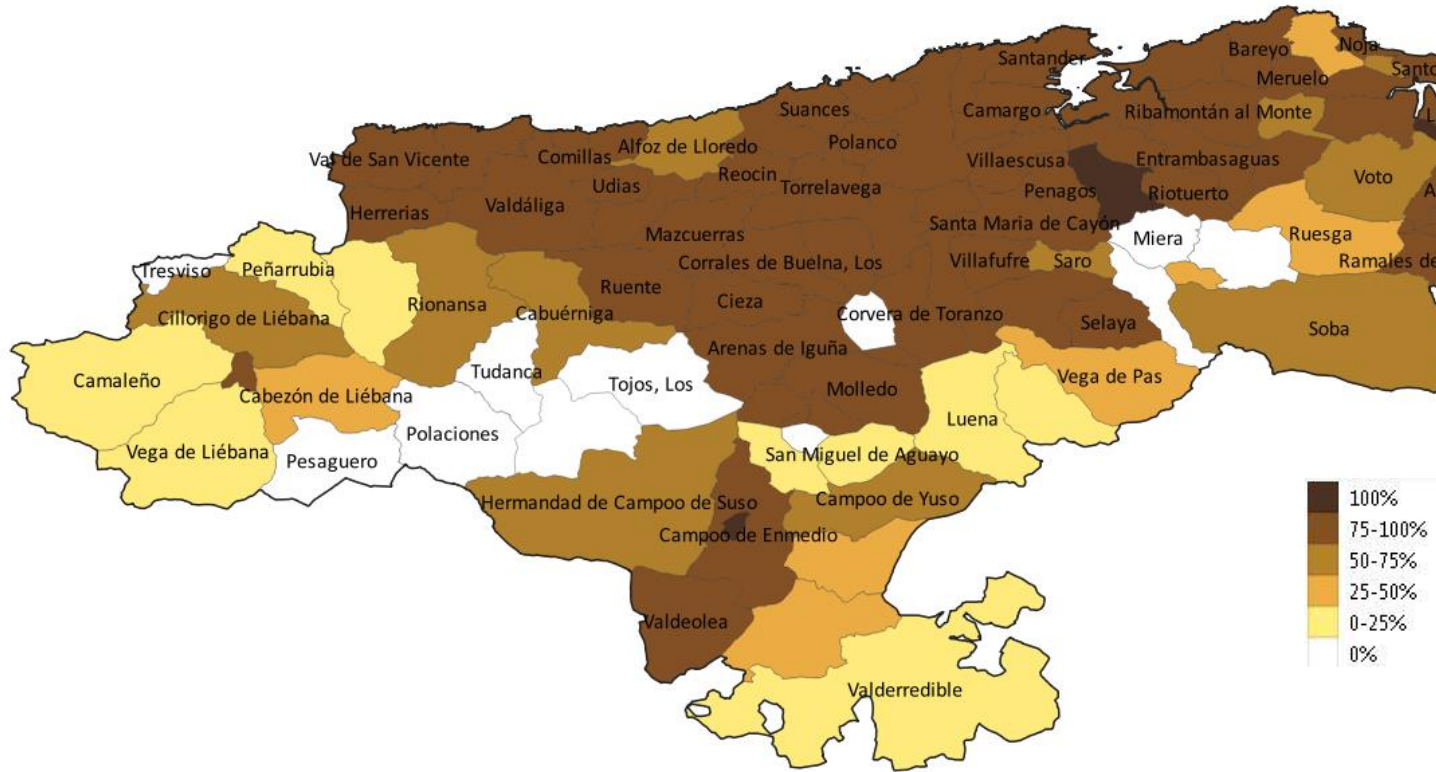 Santander
Bareyo
Noja
Santo
Meruelo
Suances
Camargo
Ribamontán al Monte
L
Val de San Vicente
Comillas
Alfoz de Lloredo
Polanco
Villaescusa
Entrambasaguas
Udias
Reocin
Torrelavega
Penagos
Riotuerto
Voto
A
Herrerias
Valdáliga
Mazcuerras
Santa Maria de Cayón
Miera
Ruesga
Tresviso
Peñarrubia
Corrales de Buelna, Los
Villafufre
Saro
Ramales de
Ruente
Cieza
Rionansa
Cillorigo de Liébana
Cabuérniga
Corvera de Toranzo
Selaya
Soba
Arenas de Iguña
Camaleño
Tudanca
Tojos, Los
Molledo
Vega de Pas
Cabezón de Liébana
Luena
Polaciones
Vega de Liébana
Pesaguero
San Miguel de Aguayo
Hermandad de Campoo de Suso
Campoo de Yuso
Campoo de Enmedio
Valdeolea
Valderredible
100%
75-100%
50-75%
25-50%
0-25%
0%